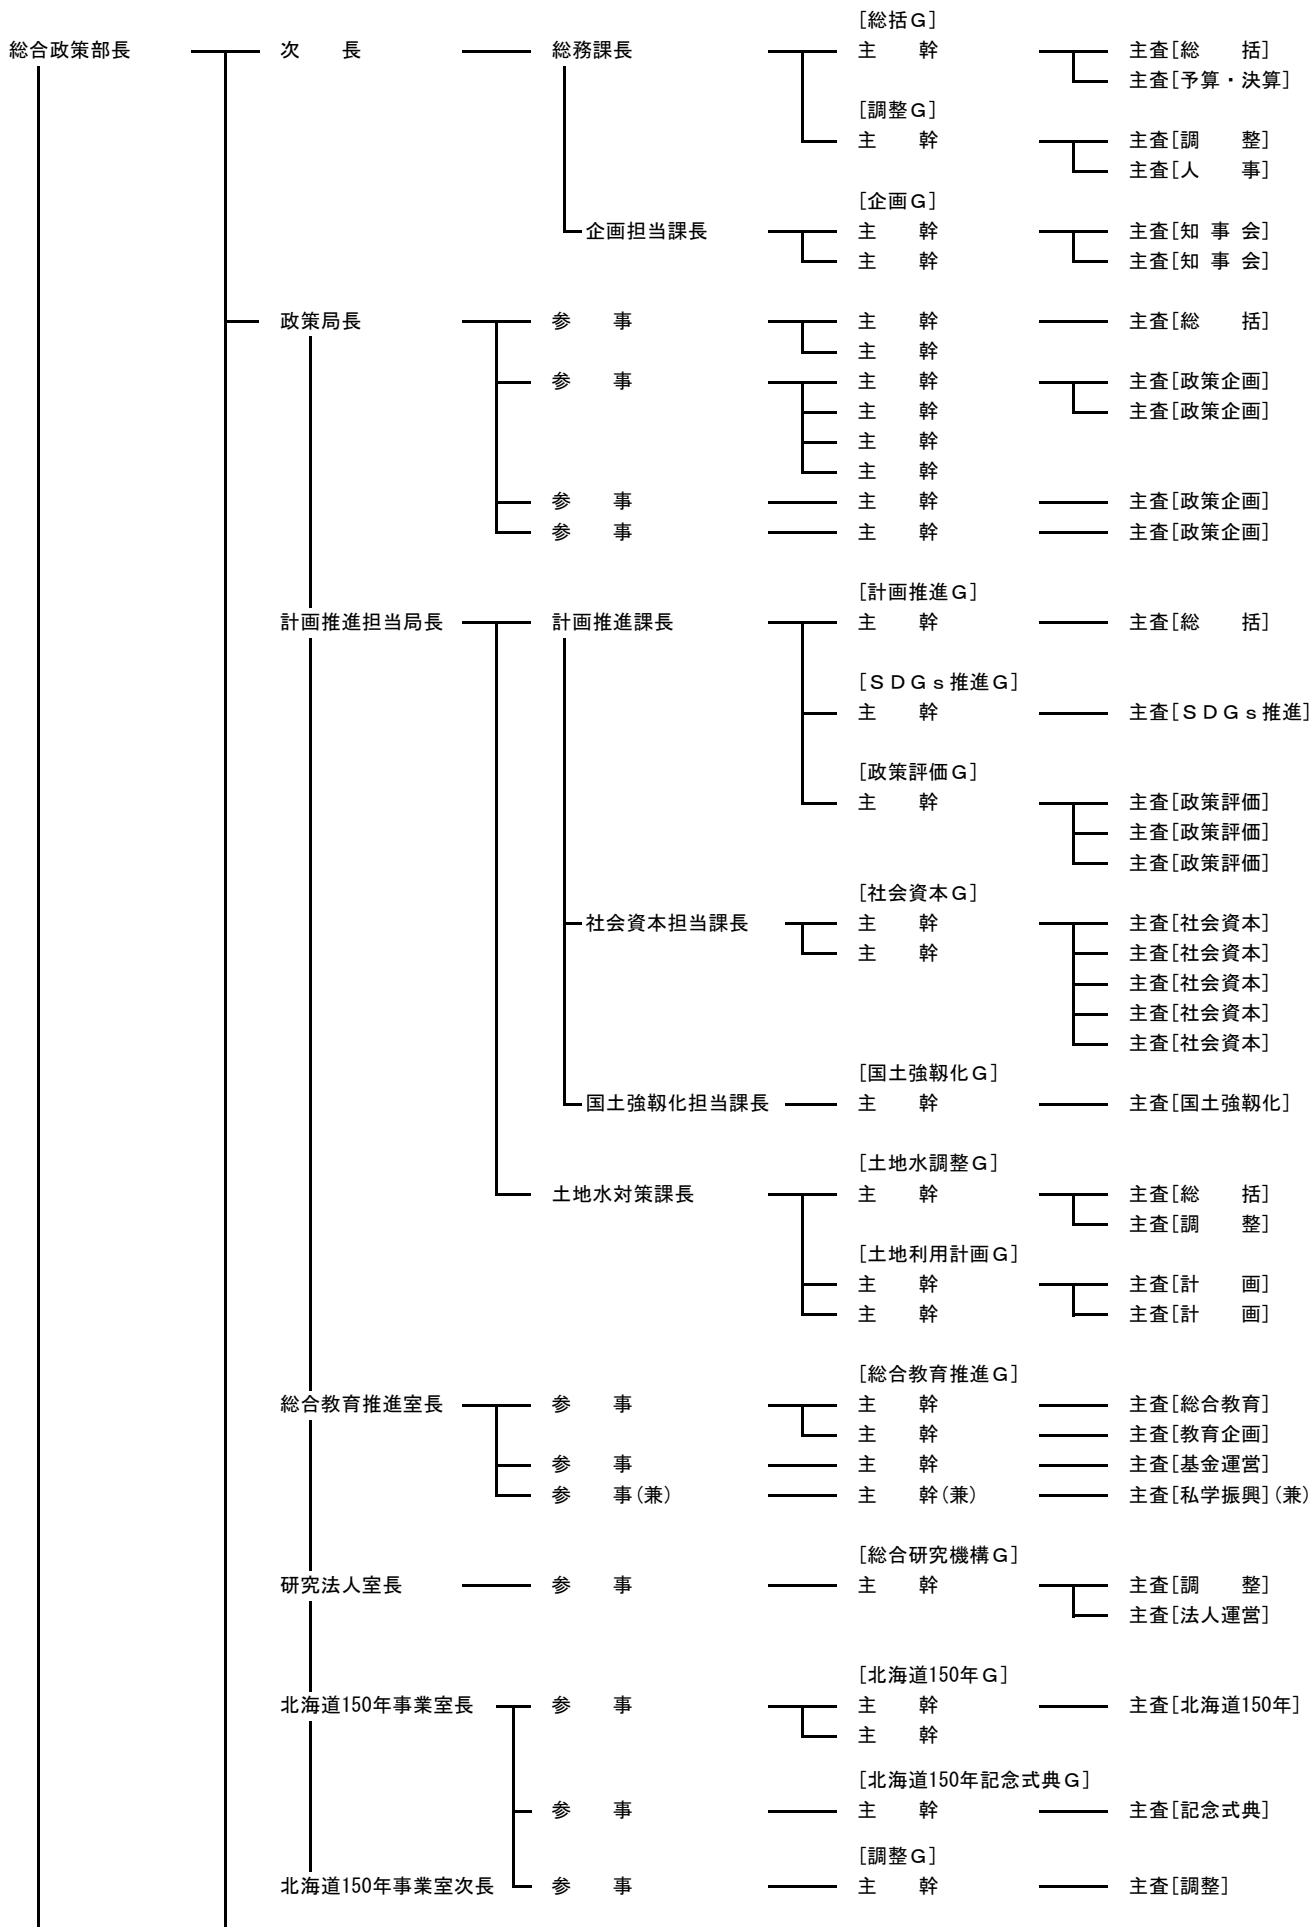 [総括G]
総合政策部長 次　　長 総務課長 主　　幹 主査[総　　括]
主査[予算・決算]
[調整G]
主　　幹 主査[調　　整]
主査[人　　事]
[企画G]
企画担当課長 主　　幹 主査[知 事 会]
主　　幹 主査[知 事 会]
政策局長 参　　事 主　　幹 主査[総　　括]
主　　幹
参　　事 主　　幹 主査[政策企画]
主　　幹 主査[政策企画]
主　　幹
主　　幹
参　　事 主　　幹 主査[政策企画]
参　　事 主　　幹 主査[政策企画]
[計画推進G]
計画推進担当局長 計画推進課長 主　　幹 主査[総　　括]
[SDGs推進G]
主　　幹 主査[SDGs推進]
[政策評価G]
主　　幹 主査[政策評価]
主査[政策評価]
主査[政策評価]
[社会資本G]
社会資本担当課長 主　　幹 主査[社会資本]
主　　幹 主査[社会資本]
主査[社会資本]
主査[社会資本]
主査[社会資本]
[国土強靱化G]
国土強靱化担当課長 主　　幹 主査[国土強靱化]
[土地水調整G]
土地水対策課長 主　　幹 主査[総　　括]
主査[調　　整]
[土地利用計画G]
主　　幹 主査[計　　画]
主　　幹 主査[計　　画]
[総合教育推進G]
総合教育推進室長 参　　事 主　　幹 主査[総合教育]
主　　幹 主査[教育企画]
参　　事 主　　幹 主査[基金運営]
参　　事(兼) 主　　幹(兼) 主査[私学振興](兼)
[総合研究機構G]
研究法人室長 参　　事 主　　幹 主査[調　　整]
主査[法人運営]
[北海道150年G]
北海道150年事業室長 参　　事 主　　幹 主査[北海道150年]
主　　幹
[北海道150年記念式典G]
参　　事 主　　幹 主査[記念式典]
[調整G]
北海道150年事業室次長 参　　事 主　　幹 主査[調整]